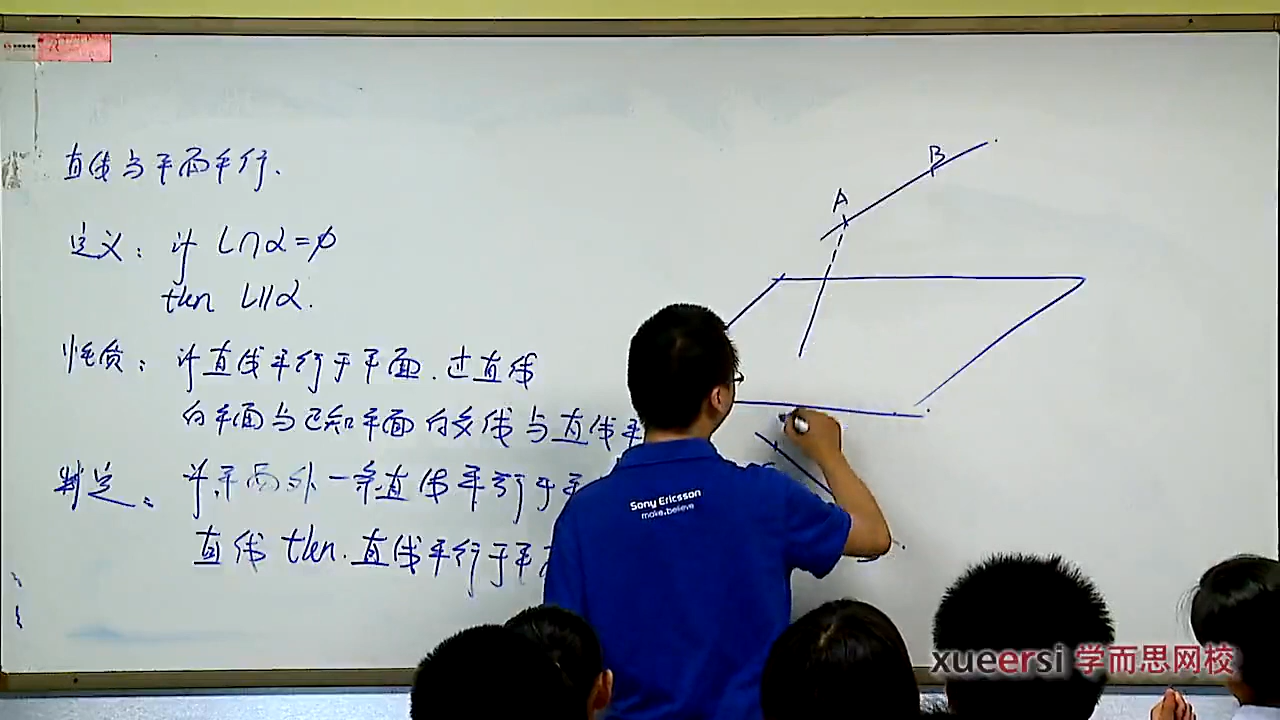 直线与平面平行.
定义: if L∩α=∅
then L//α.
性质: if 直线平行于平面.过直线
的平面与已知平面的交线与直线平
判定: if 平面外一条直线平行于平
直线 then.直线平行于平
A
B
C
Sony Ericsson
make.believe
xueersi 学而思网校